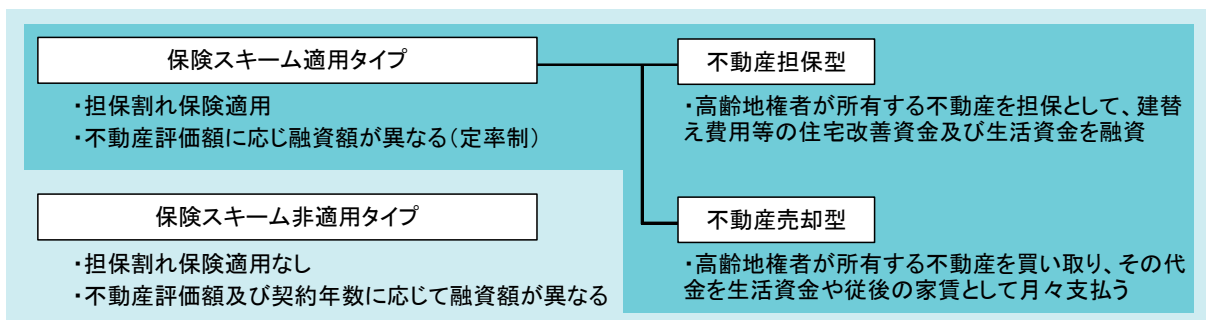 保険スキーム適用タイプ
・担保割れ保険適用
・不動産評価額に応じ融資額が異なる（定率制）
保険スキーム非適用タイプ
・担保割れ保険適用なし
・不動産評価額及び契約年数に応じて融資額が異なる
不動産担保型
・高齢地権者が所有する不動産を担保として、建替
え費用等の住宅改善資金及び生活資金を融資
不動産売却型
・高齢地権者が所有する不動産を買い取り、その代
金を生活資金や従後の家賃として月々支払う